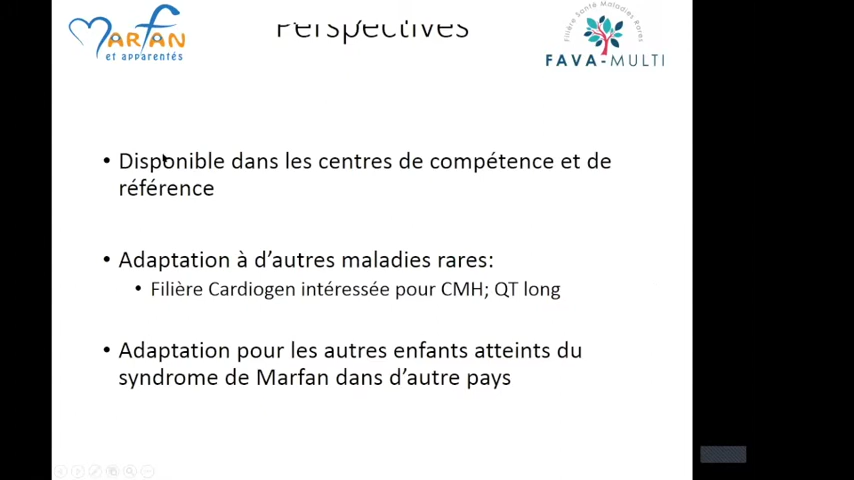 Marfan
et apparentés
Perspectives
Filière Santé Maladies Rares
FAVA-MULTI
• Disponible dans les centres de compétence et de
référence
• Adaptation à d’autres maladies rares:
• Filière Cardiogen intéressée pour CMH; QT long
• Adaptation pour les autres enfants atteints du
syndrome de Marfan dans d’autre pays